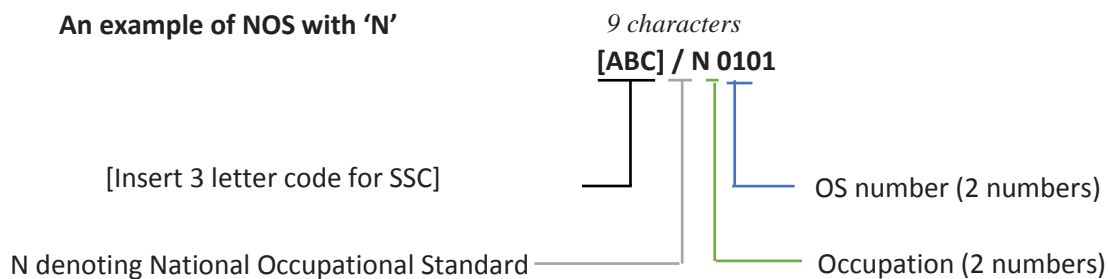 An example of NOS with ‘N’
9 characters
[ABC] / N 0101
[Insert 3 letter code for SSC]
OS number (2 numbers)
N denoting National Occupational Standard
Occupation (2 numbers)